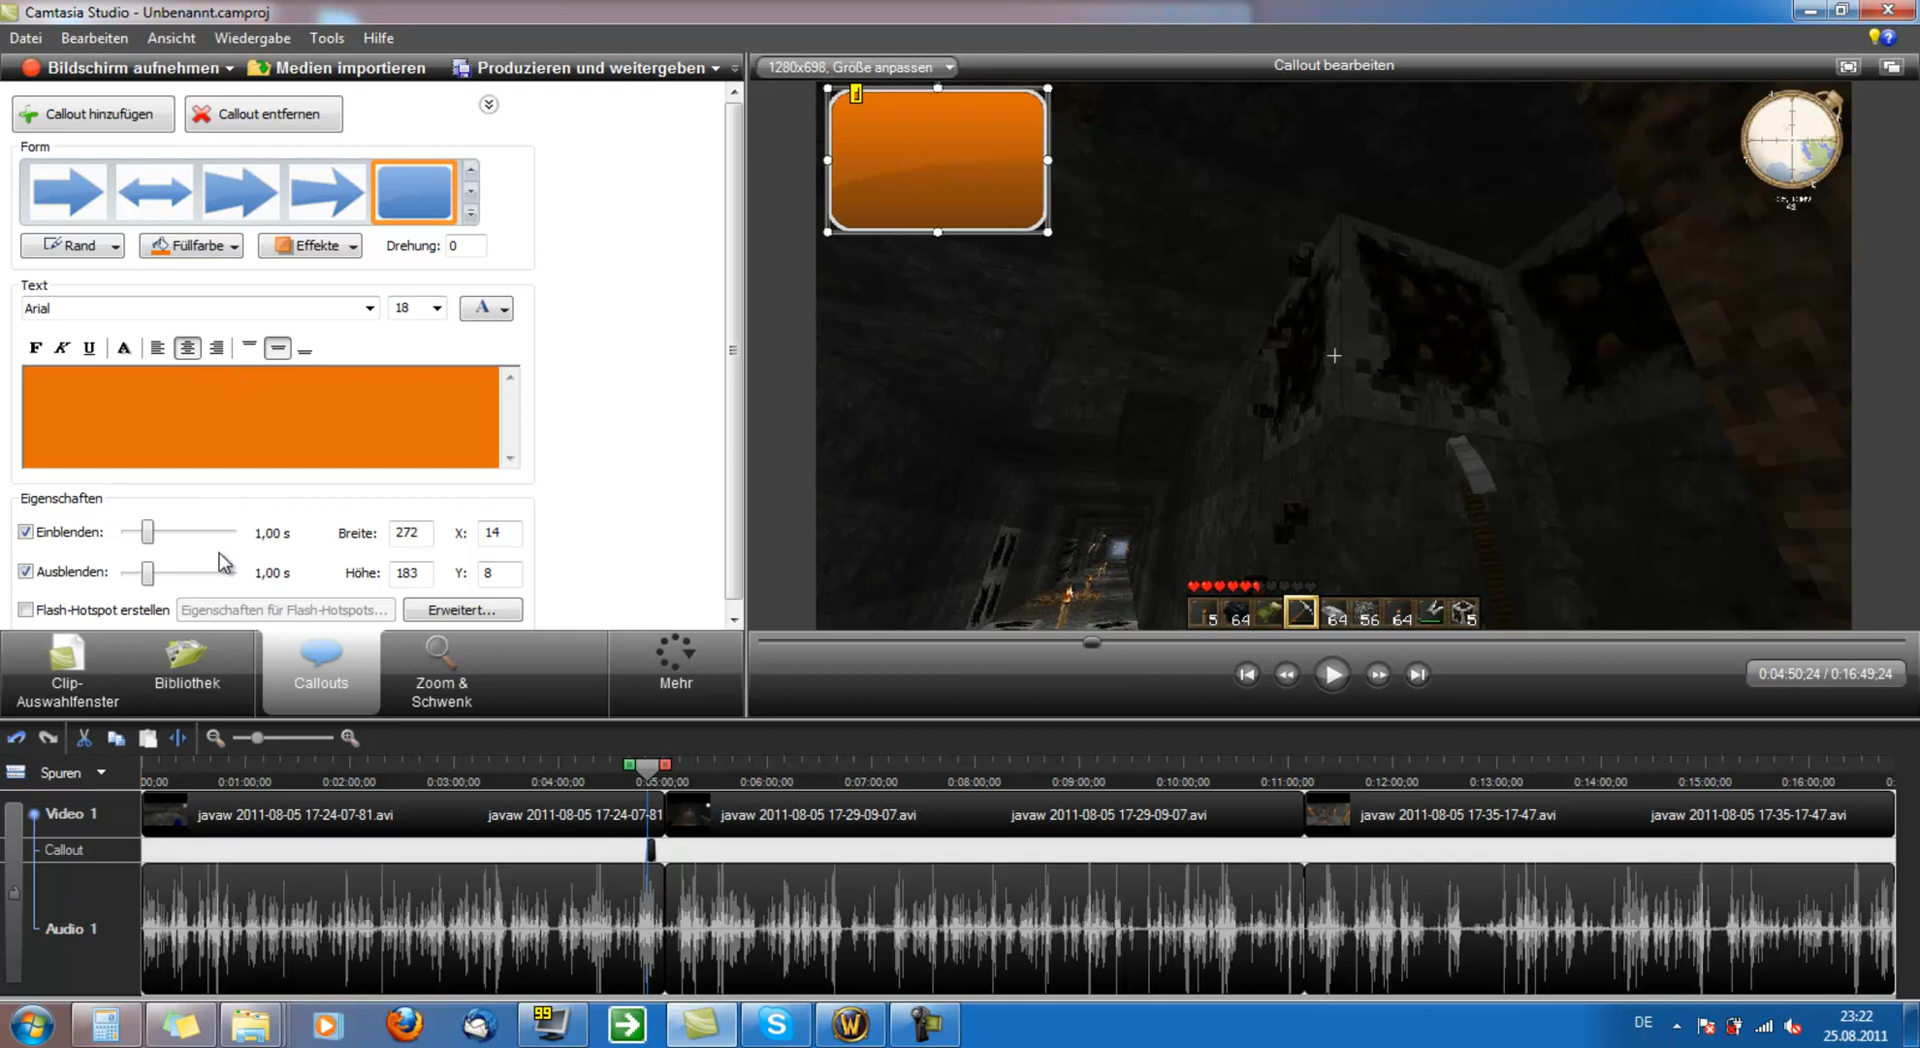 Camtasia Studio - Unbenannt.camproj
Datei Bearbeiten Ansicht Wiedergabe Tools Hilfe
Bildschirm aufnehmen Medien importieren Produzieren und weitergeben
1280x698, Größe anpassen
Callout bearbeiten
Callout hinzufügen Callout entfernen
Form
Rand Füllfarbe Effekte Drehung: 0
Text
Arial 18 A
F K U A
Eigenschaften
Einblenden: 1,00 s Breite: 272 X: 14
Ausblenden: 1,00 s Höhe: 183 Y: 8
Flash-Hotspot erstellen Eigenschaften für Flash-Hotspots... Erweitert...
5 64 64 56 64 5
Clip-Auswahlfenster Bibliothek Callouts Zoom & Schwenk Mehr
0:04:50;24 / 0:16:49;24
Spuren
00;00 0:01:00;00 0:02:00;00 0:03:00;00 0:04:00;00 0:05:00;00 0:06:00;00 0:07:00;00 0:08:00;00 0:09:00;00 0:10:00;00 0:11:00;00 0:12:00;00 0:13:00;00 0:14:00;00 0:15:00;00 0:16:00;00 0:
Video 1 javaw 2011-08-05 17-24-07-81.avi javaw 2011-08-05 17-24-07-81 javaw 2011-08-05 17-29-09-07.avi javaw 2011-08-05 17-29-09-07.avi javaw 2011-08-05 17-35-17-47.avi javaw 2011-08-05 17-35-17-47.avi
Callout
Audio 1
99
DE
23:22
25.08.2011